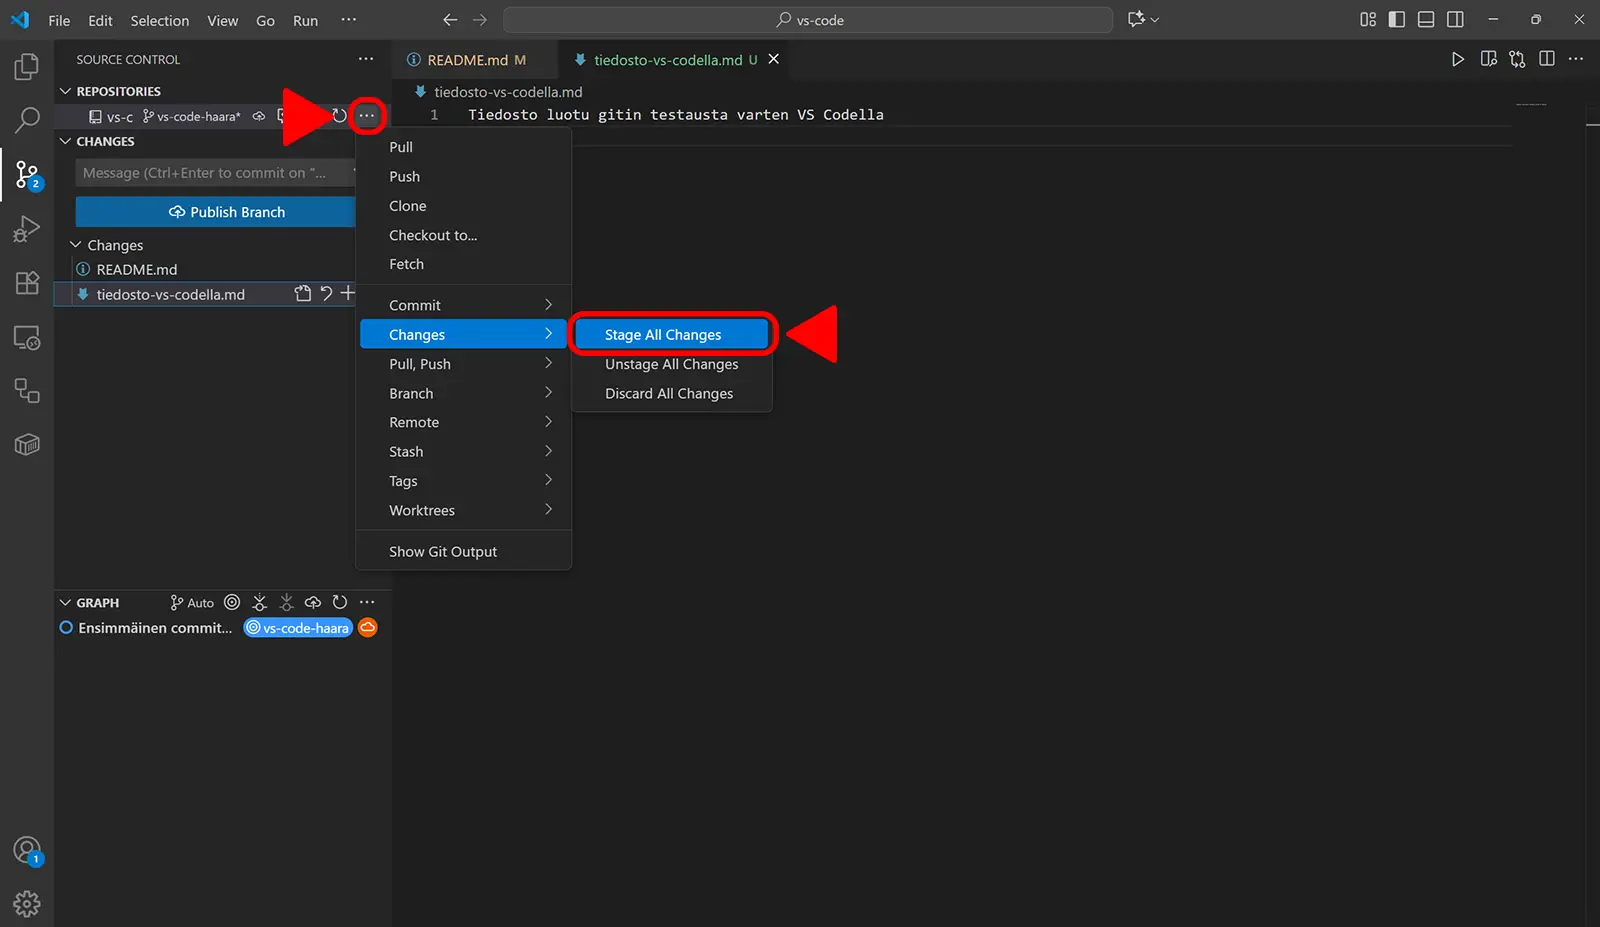 File Edit Selection View Go Run ···
vs-code
SOURCE CONTROL ···
README.md M
tiedosto-vs-codella.md U
REPOSITORIES
tiedosto-vs-codella.md
vs-c vs-code-haara* ···
1 Tiedosto luotu gitin testausta varten VS Codella
CHANGES
Message (Ctrl+Enter to commit on "...
Publish Branch
Changes
README.md
tiedosto-vs-codella.md
2
Pull
Push
Clone
Checkout to...
Fetch
Commit
Changes
Pull, Push
Branch
Remote
Stash
Tags
Worktrees
Show Git Output
Stage All Changes
Unstage All Changes
Discard All Changes
GRAPH Auto ···
Ensimmäinen commit... vs-code-haara
1